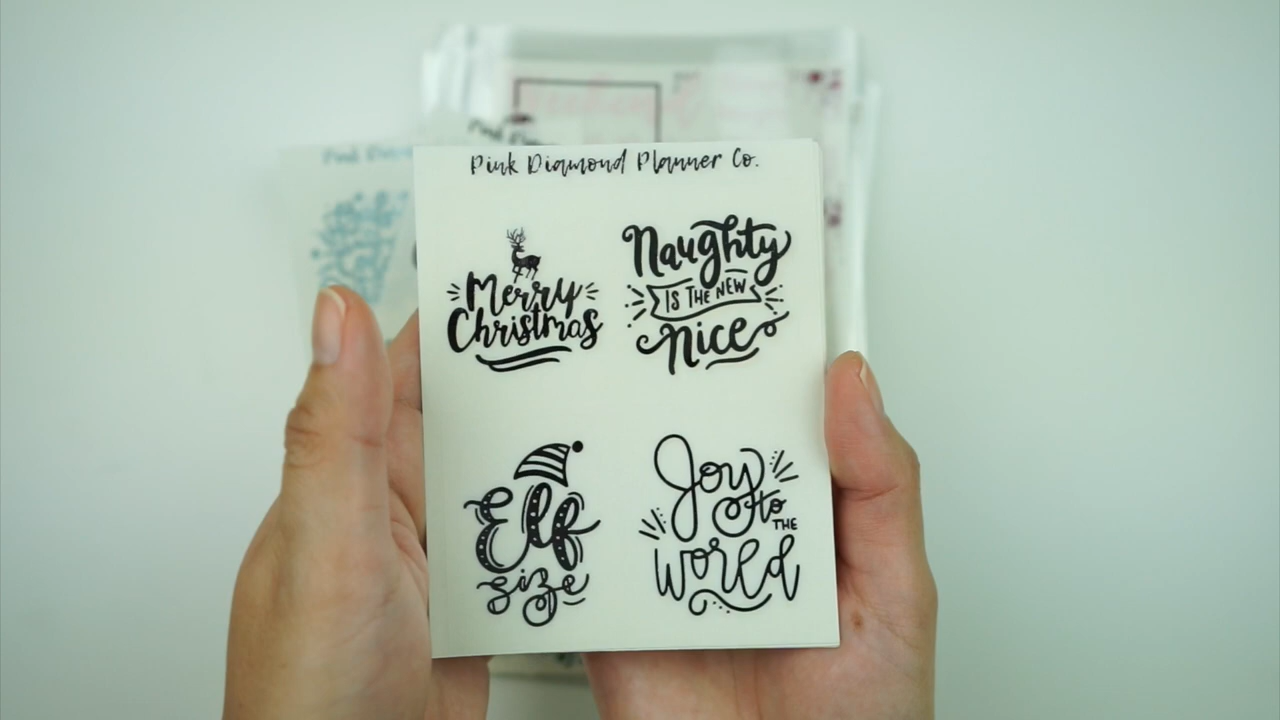 Pink Diamond Planner Co.
Merry
Christmas
Naughty
IS THE NEW
Nice
Elf
size
Joy
to
THE
world